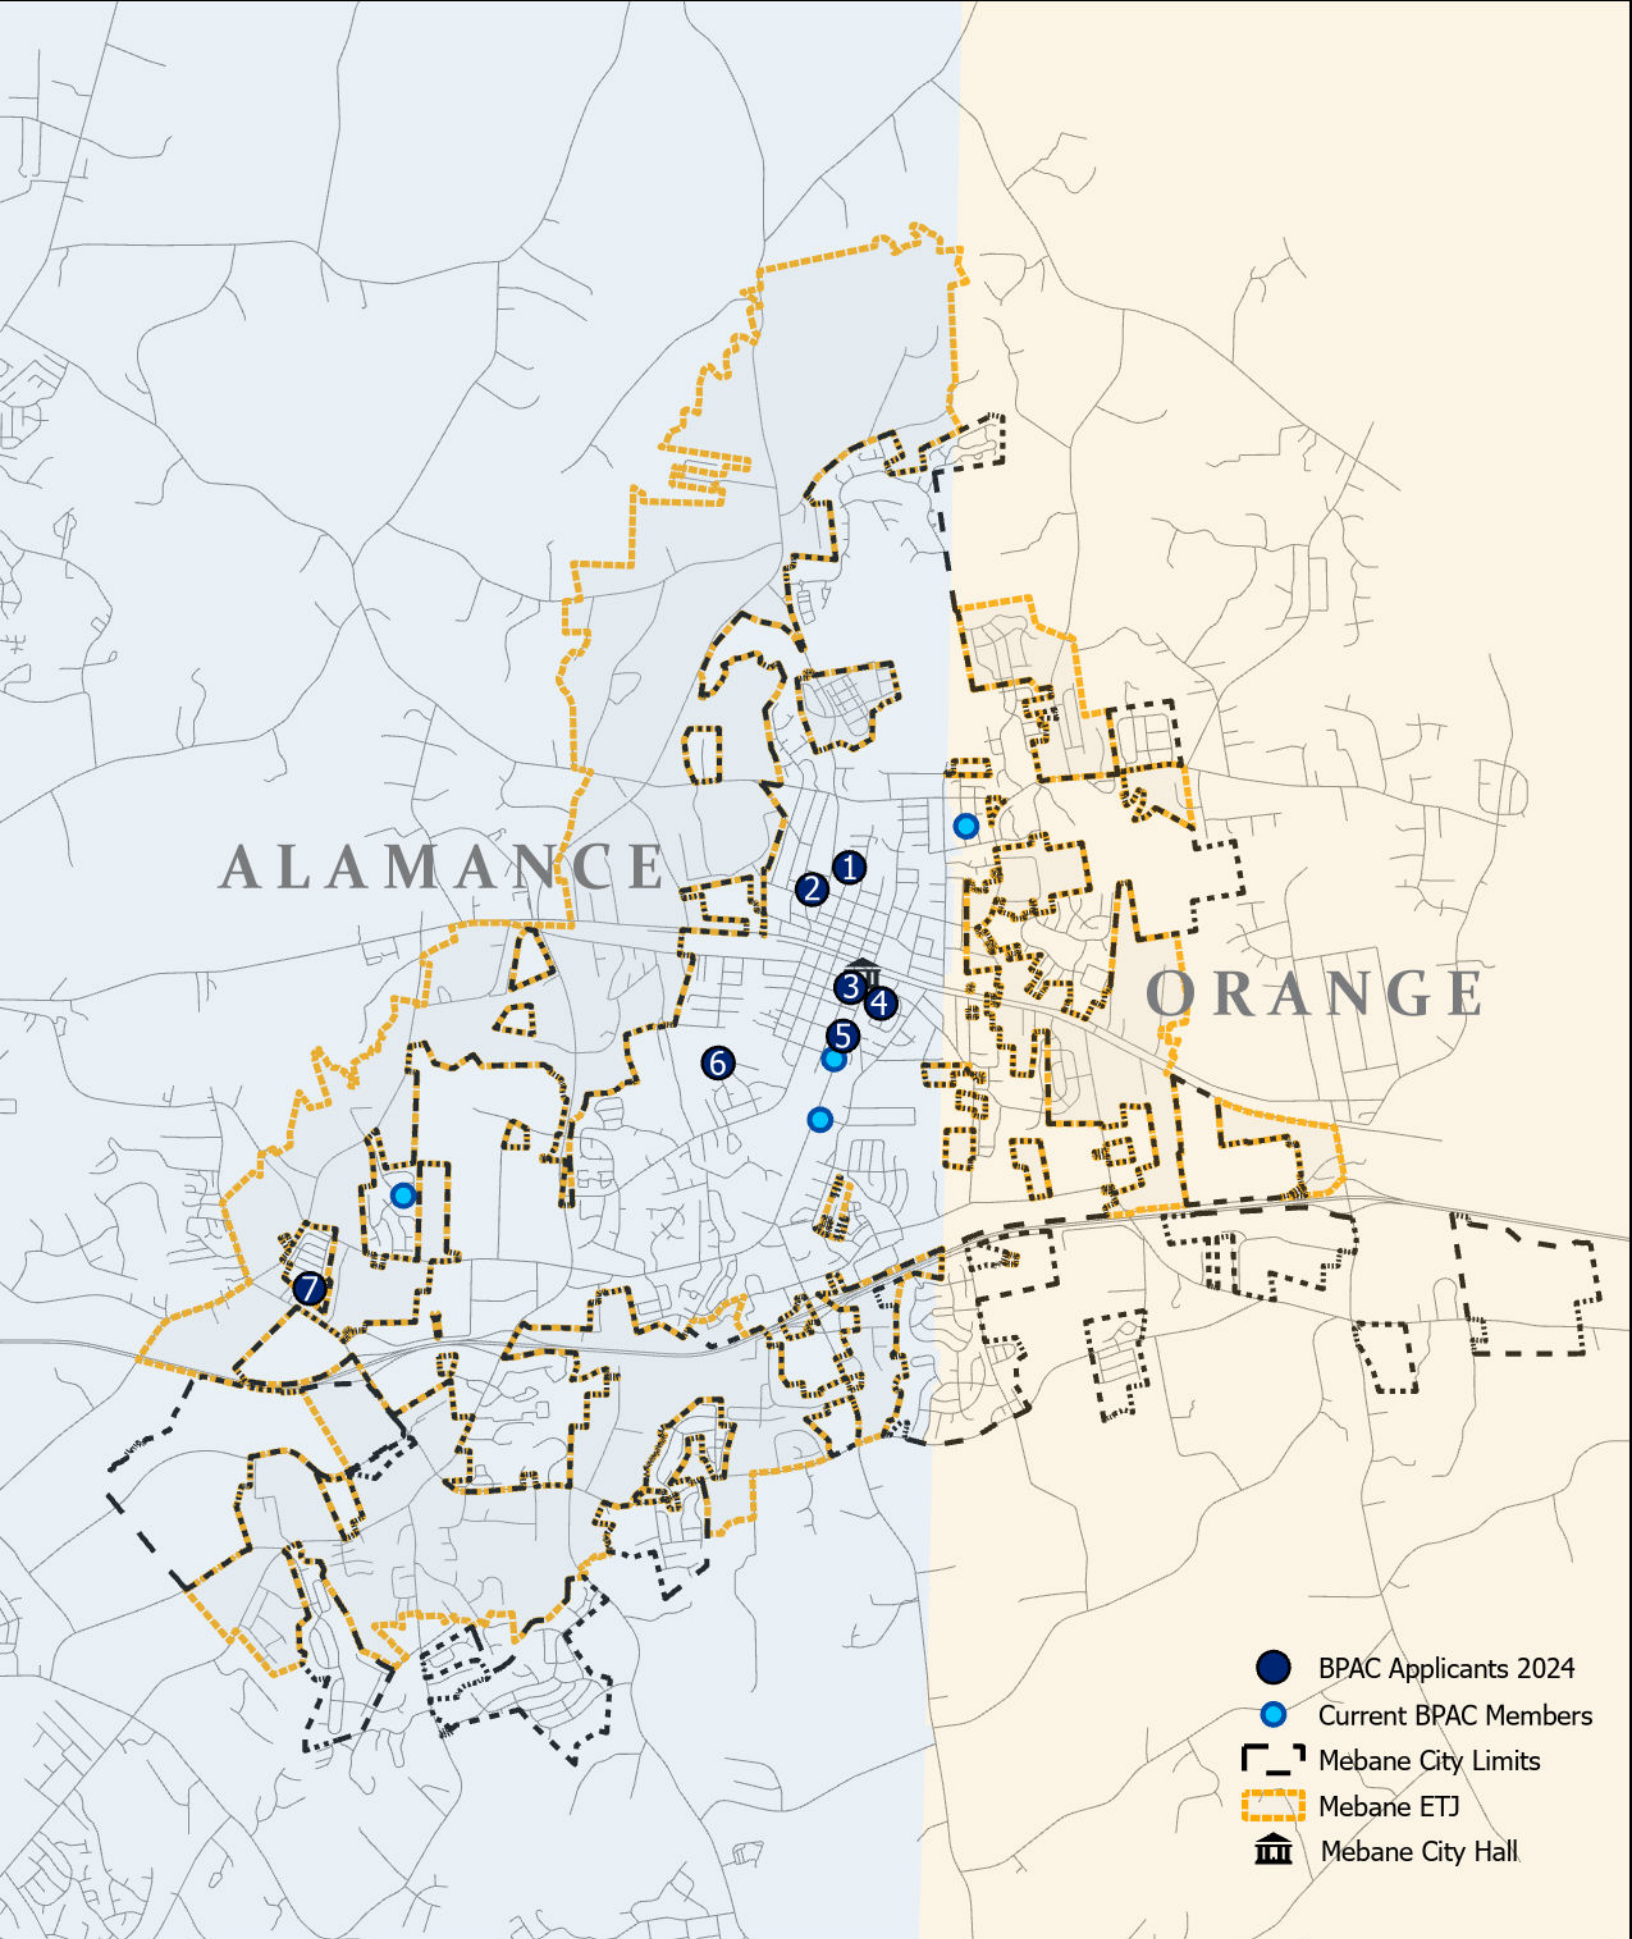 ALAMANCE
1
2
ORANGE
3
4
5
6
7
BPAC Applicants 2024
Current BPAC Members
Mebane City Limits
Mebane ETJ
Mebane City Hall